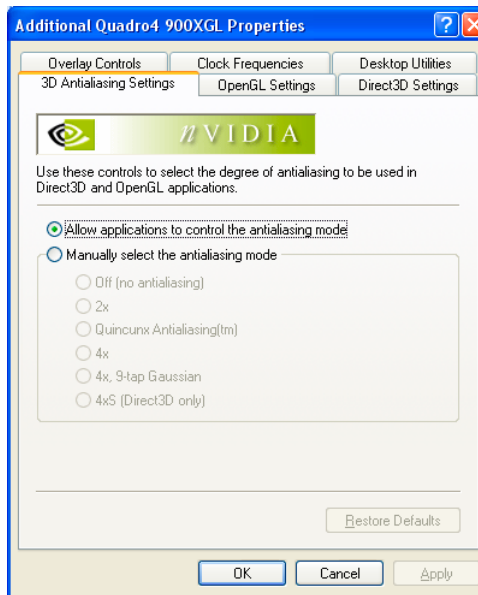 Additional Quadro4 900XGL Properties
?
Overlay Controls
Clock Frequencies
Desktop Utilities
3D Antialiasing Settings
OpenGL Settings
Direct3D Settings
nVIDIA
Use these controls to select the degree of antialiasing to be used in
Direct3D and OpenGL applications.
Allow applications to control the antialiasing mode
Manually select the antialiasing mode
Off (no antialiasing)
2x
Quincunx Antialiasing(tm)
4x
4x, 9-tap Gaussian
4xS (Direct3D only)
Restore Defaults
OK
Cancel
Apply